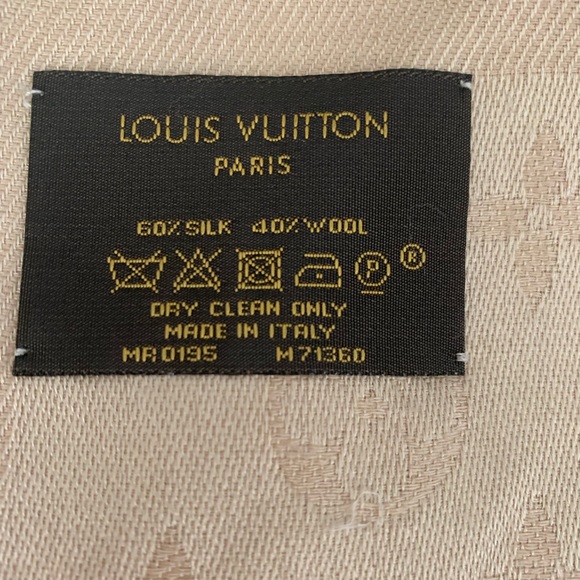 LOUIS VUITTON
PARIS
60% SILK 40% WOOL
P ®
DRY CLEAN ONLY
MADE IN ITALY
MR0195 M71360